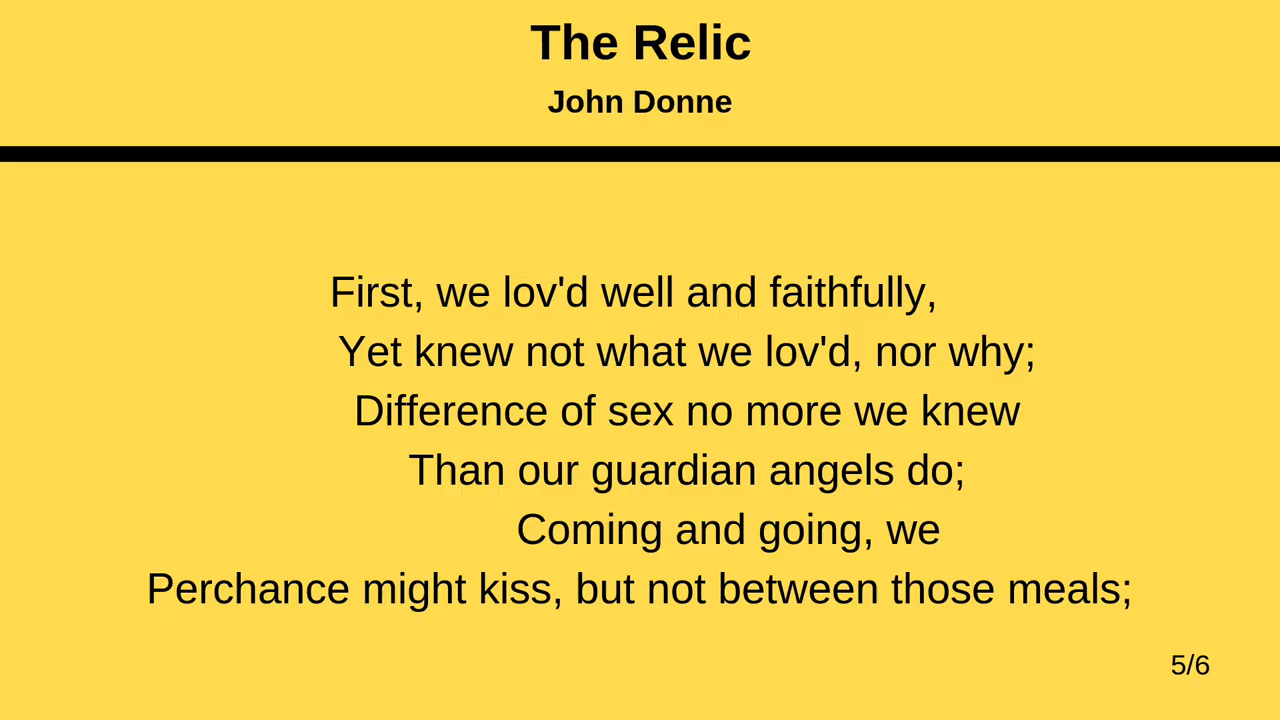 The Relic
John Donne
First, we lov'd well and faithfully,
Yet knew not what we lov'd, nor why;
Difference of sex no more we knew
Than our guardian angels do;
Coming and going, we
Perchance might kiss, but not between those meals;
5/6